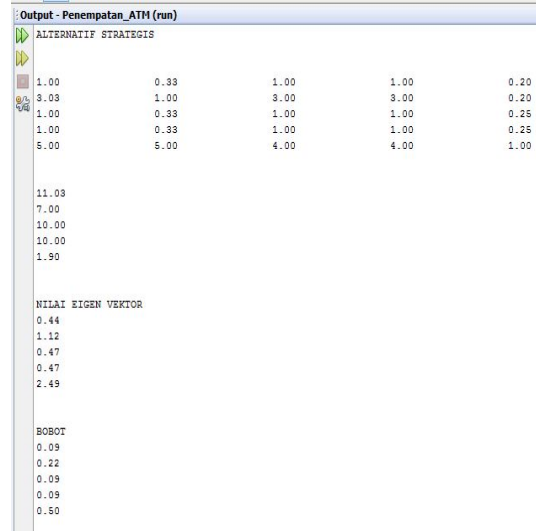 Output - Penempatan_ATM (run)
ALTERNATIF STRATEGIS
1.00 0.33 1.00 1.00 0.20
3.03 1.00 3.00 3.00 0.20
1.00 0.33 1.00 1.00 0.25
1.00 0.33 1.00 1.00 0.25
5.00 5.00 4.00 4.00 1.00
11.03
7.00
10.00
10.00
1.90
NILAI EIGEN VEKTOR
0.44
1.12
0.47
0.47
2.49
BOBOT
0.09
0.22
0.09
0.09
0.50